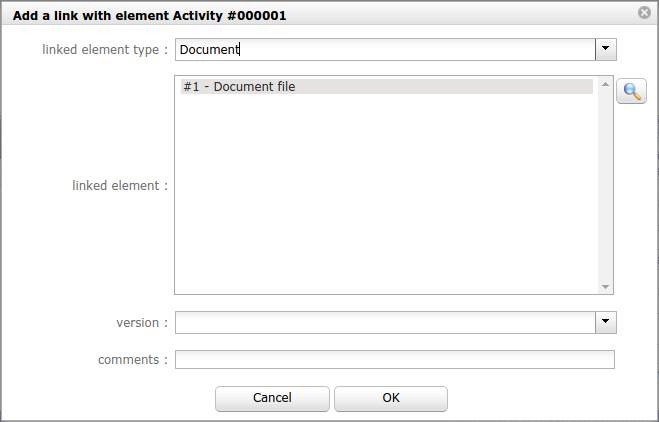 Add a link with element Activity #000001
linked element type :
Document
#1 - Document file
linked element :
version :
comments :
Cancel
OK